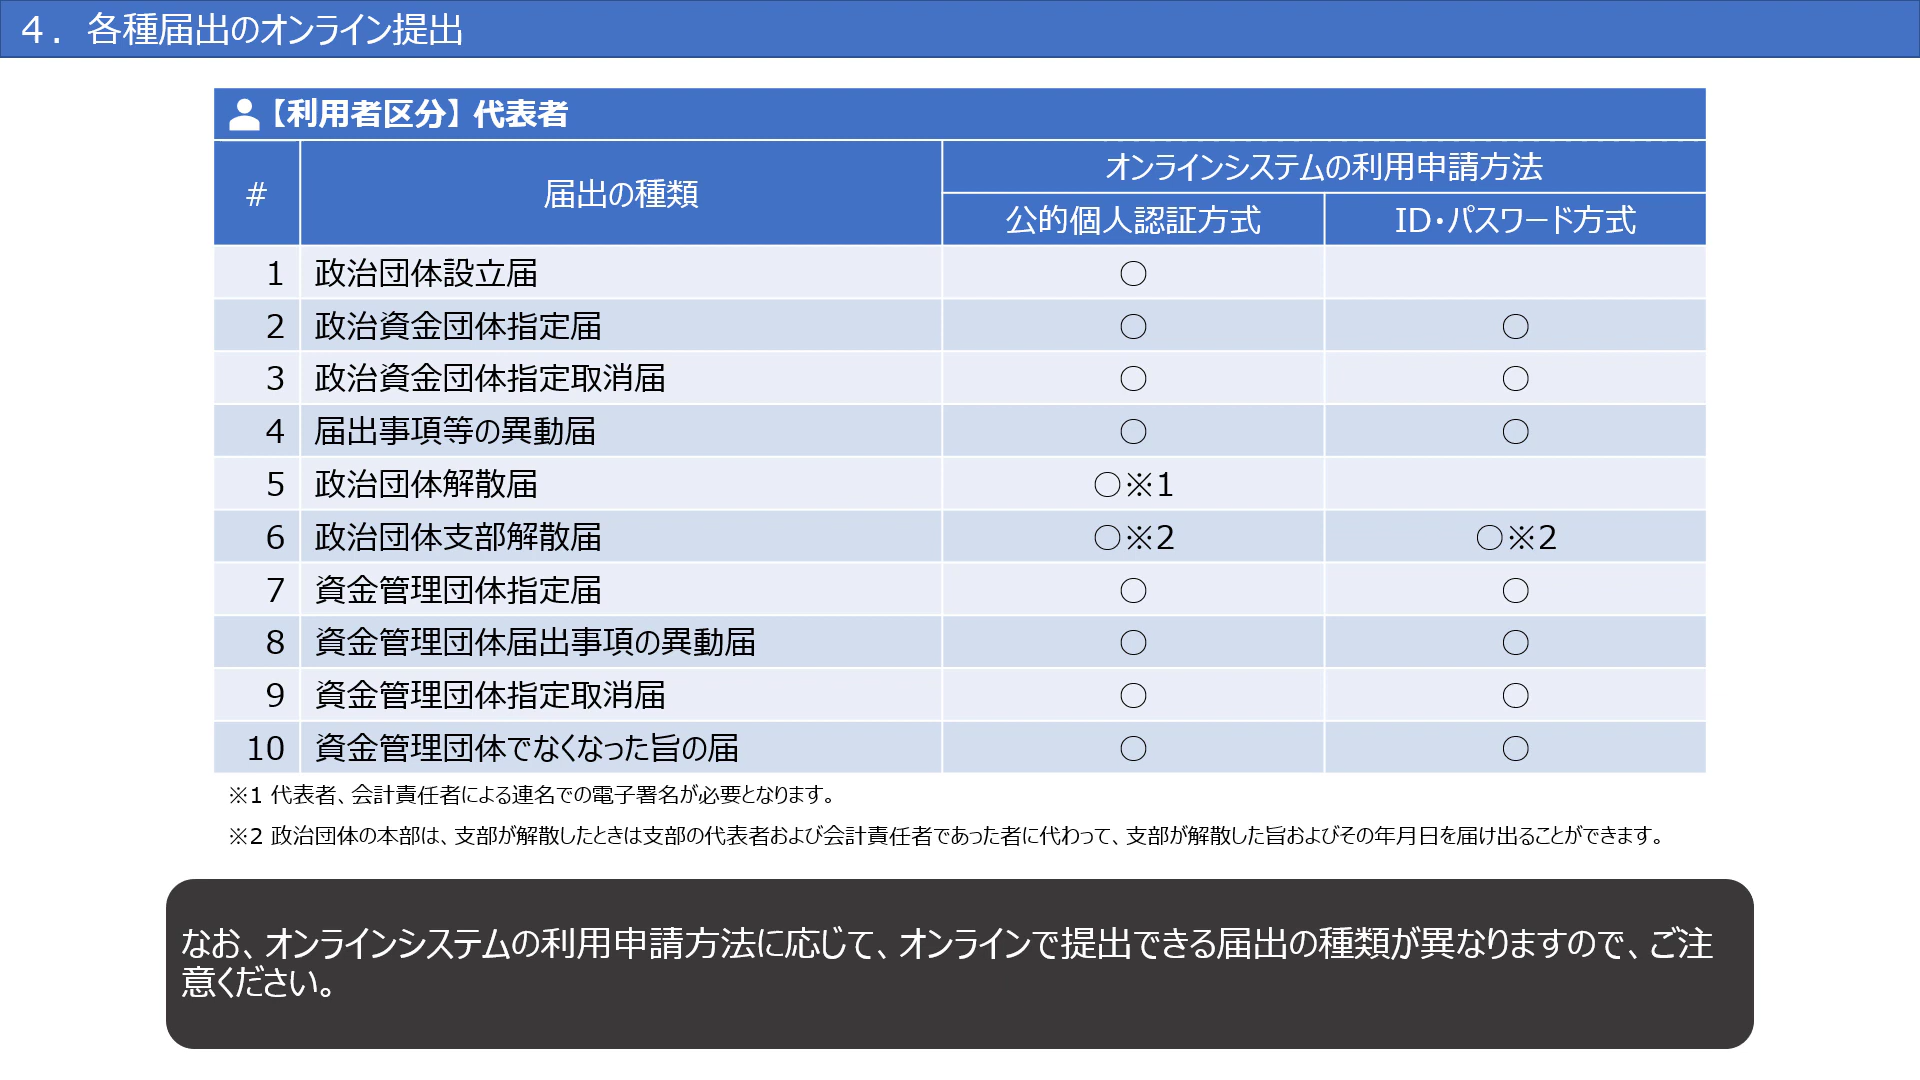 ４．各種届出のオンライン提出
【利用者区分】代表者
#
届出の種類
オンラインシステムの利用申請方法
公的個人認証方式
ID・パスワード方式
1 政治団体設立届 ○
2 政治資金団体指定届 ○ ○
3 政治資金団体指定取消届 ○ ○
4 届出事項等の異動届 ○ ○
5 政治団体解散届 ○※1
6 政治団体支部解散届 ○※2 ○※2
7 資金管理団体指定届 ○ ○
8 資金管理団体届出事項の異動届 ○ ○
9 資金管理団体指定取消届 ○ ○
10 資金管理団体でなくなった旨の届 ○ ○
※1 代表者、会計責任者による連名での電子署名が必要となります。
※2 政治団体の本部は、支部が解散したときは支部の代表者および会計責任者であった者に代わって、支部が解散した旨およびその年月日を届け出ることができます。
なお、オンラインシステムの利用申請方法に応じて、オンラインで提出できる届出の種類が異なりますので、ご注
意ください。